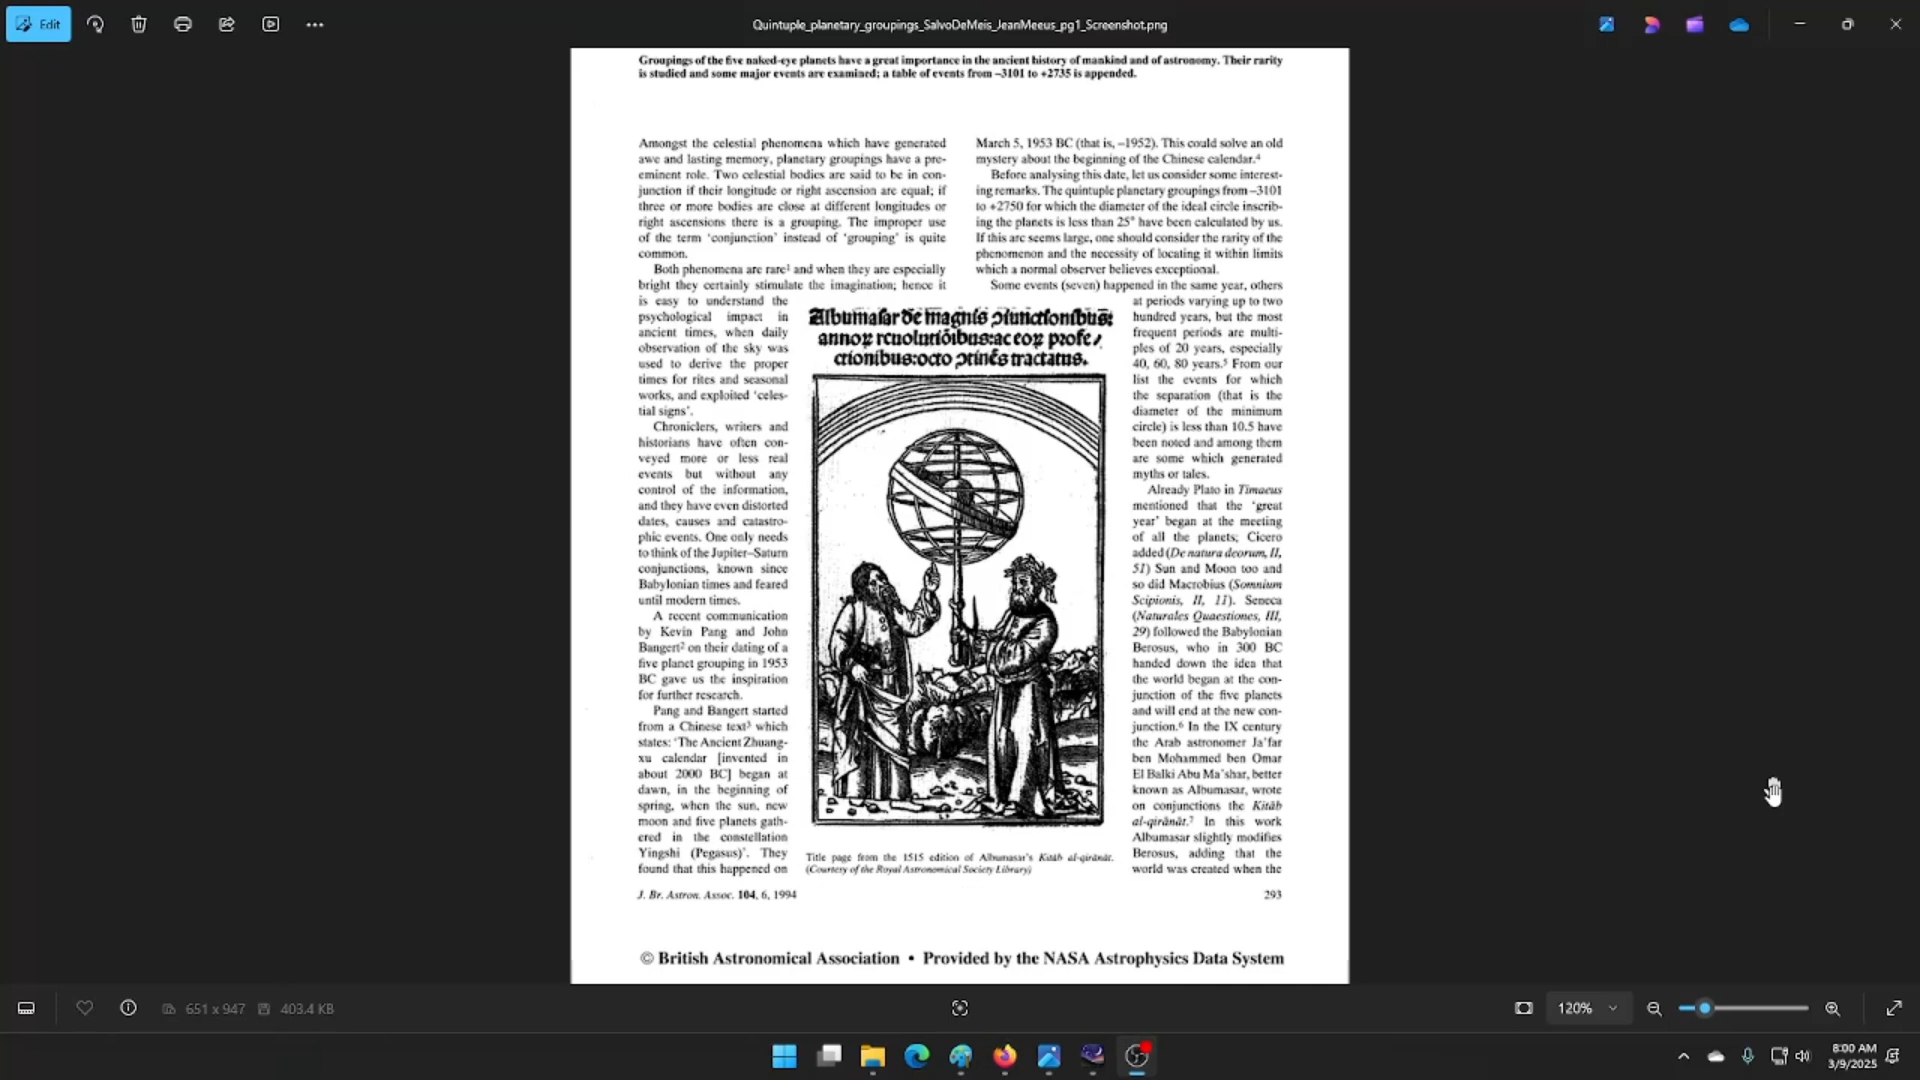 Edit
Quintuple_planetary_groupings_SalvoDeMeis_JeanMeeus_pg1_Screenshot.png
Groupings of the five naked-eye planets have a great importance in the ancient history of mankind and of astronomy. Their rarity
is studied and some major events are examined; a table of events from –3101 to +2735 is appended.
Amongst the celestial phenomena which have generated
awe and lasting memory, planetary groupings have a pre-
eminent role. Two celestial bodies are said to be in con-
junction if their longitude or right ascension are equal; if
three or more bodies are close at different longitudes or
right ascensions there is a grouping. The improper use
of the term ‘conjunction’ instead of ‘grouping’ is quite
common.
Both phenomena are rare¹ and when they are especially
bright they certainly stimulate the imagination; hence it
is easy to understand the
psychological impact in
ancient times, when daily
observation of the sky was
used to derive the proper
times for rites and seasonal
works, and exploited ‘celes-
tial signs’.
Chroniclers, writers and
historians have often con-
veyed more or less real
events but without any
control of the information,
and they have even distorted
dates, causes and catastro-
phic events. One only needs
to think of the Jupiter–Saturn
conjunctions, known since
Babylonian times and feared
until modern times.
A recent communication
by Kevin Pang and John
Bangert² on their dating of a
five planet grouping in 1953
BC gave us the inspiration
for further research.
Pang and Bangert started
from a Chinese text³ which
states: ‘The Ancient Zhuang-
xu calendar [invented in
about 2000 BC] began at
dawn, in the beginning of
spring, when the sun, new
moon and five planets gath-
ered in the constellation
Yingshi (Pegasus)’. They
found that this happened on
Albumasar de magnis ɔiunctionibus:
annoꝝ reuolutiõibus: ac eoꝝ profe/
ctionibus: octo ɔtinẽs tractatus.
Title page from the 1515 edition of Albumasar's Kitāb al-qirānāt.
(Courtesy of the Royal Astronomical Society Library)
March 5, 1953 BC (that is, –1952). This could solve an old
mystery about the beginning of the Chinese calendar.⁴
Before analysing this date, let us consider some interest-
ing remarks. The quintuple planetary groupings from –3101
to +2750 for which the diameter of the ideal circle inscrib-
ing the planets is less than 25° have been calculated by us.
If this arc seems large, one should consider the rarity of the
phenomenon and the necessity of locating it within limits
which a normal observer believes exceptional.
Some events (seven) happened in the same year, others
at periods varying up to two
hundred years, but the most
frequent periods are multi-
ples of 20 years, especially
40, 60, 80 years.⁵ From our
list the events for which
the separation (that is the
diameter of the minimum
circle) is less than 10.5 have
been noted and among them
are some which generated
myths or tales.
Already Plato in Timaeus
mentioned that the ‘great
year’ began at the meeting
of all the planets; Cicero
added (De natura deorum, II,
51) Sun and Moon too and
so did Macrobius (Somnium
Scipionis, II, 11). Seneca
(Naturales Quaestiones, III,
29) followed the Babylonian
Berosus, who in 300 BC
handed down the idea that
the world began at the con-
junction of the five planets
and will end at the new con-
junction.⁶ In the IX century
the Arab astronomer Ja'far
ben Mohammed ben Omar
El Balki Abu Ma'shar, better
known as Albumasar, wrote
on conjunctions the Kitāb
al-qirānāt.⁷ In this work
Albumasar slightly modifies
Berosus, adding that the
world was created when the
J. Br. Astron. Assoc. 104, 6, 1994
293
© British Astronomical Association • Provided by the NASA Astrophysics Data System
651 x 947
403.4 KB
120%
8:00 AM
3/9/2025